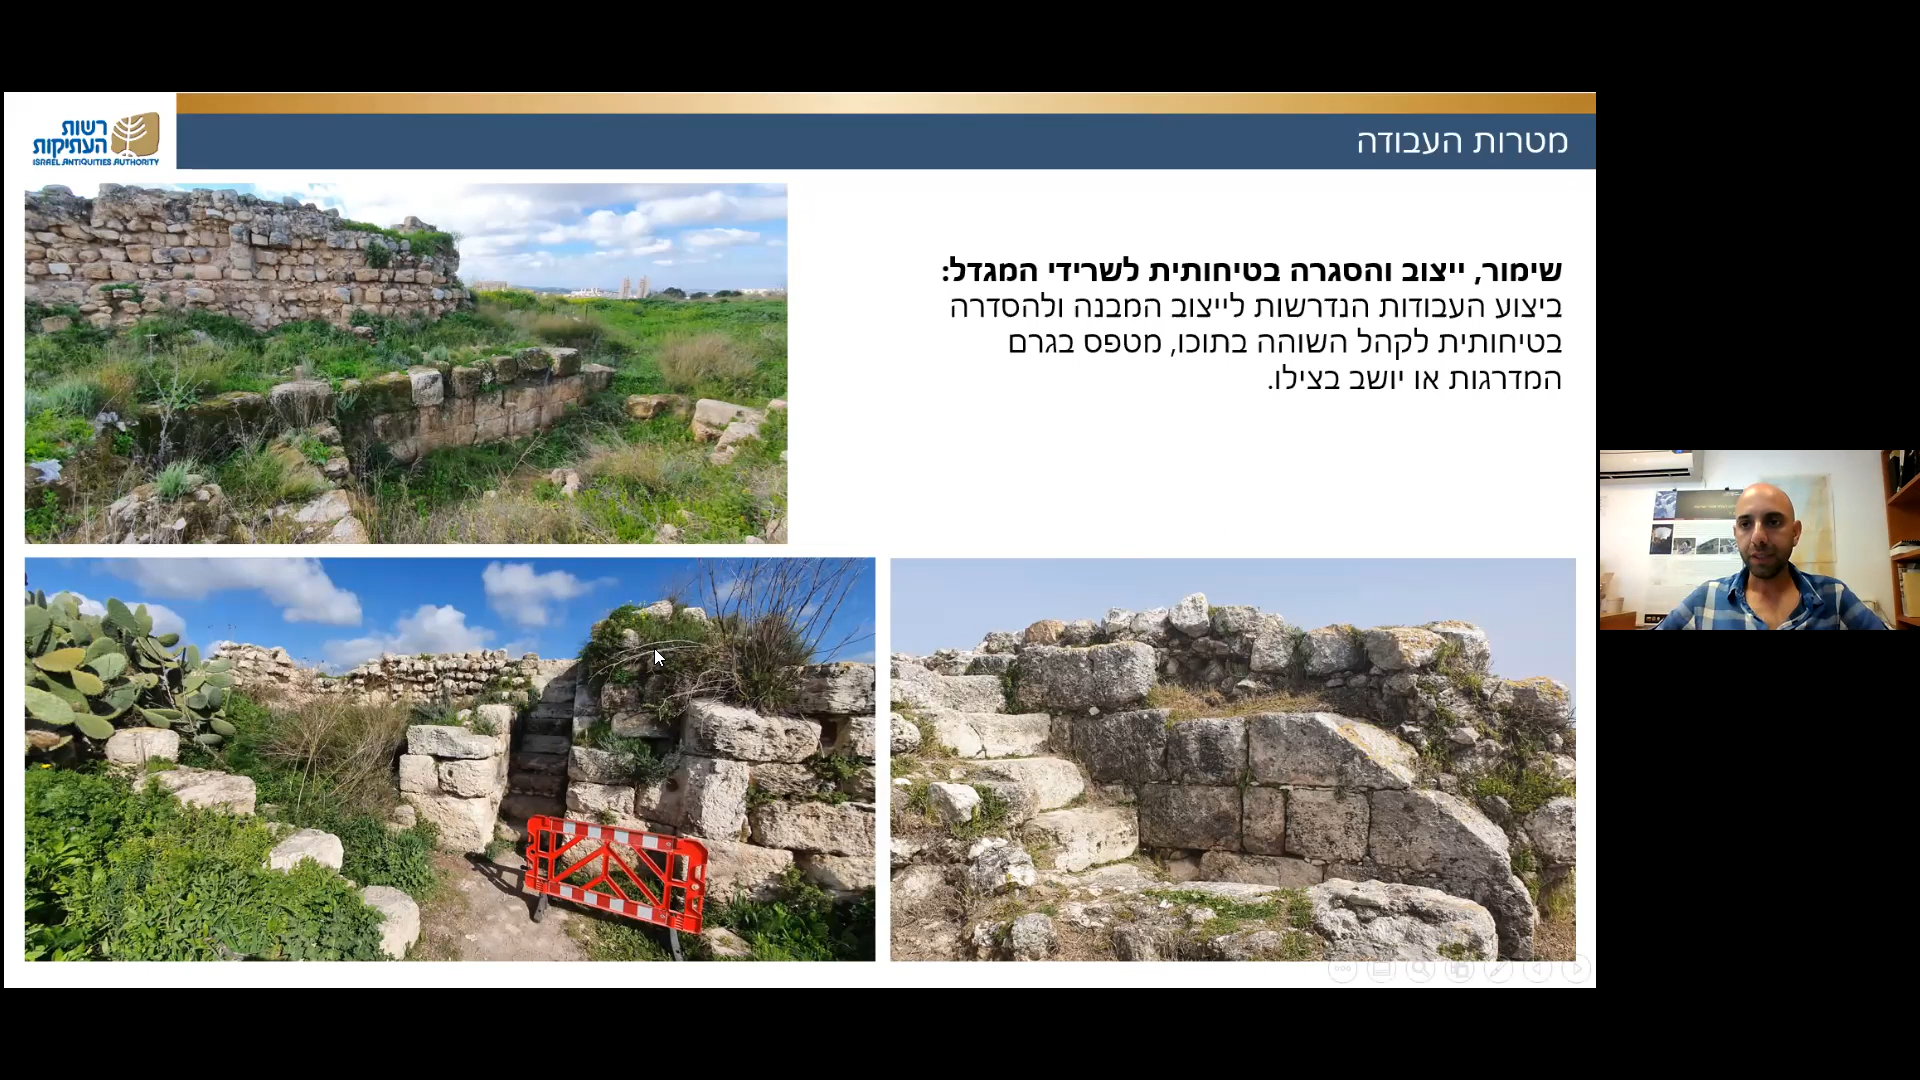 רשות
העתיקות
ISRAEL ANTIQUITIES AUTHORITY
מטרות העבודה
שימור, ייצוב והסגרה בטיחותית לשרידי המגדל:
ביצוע העבודות הנדרשות לייצוב המבנה ולהסדרה
בטיחותית לקהל השוהה בתוכו, מטפס בגרם
המדרגות או יושב בצילו.